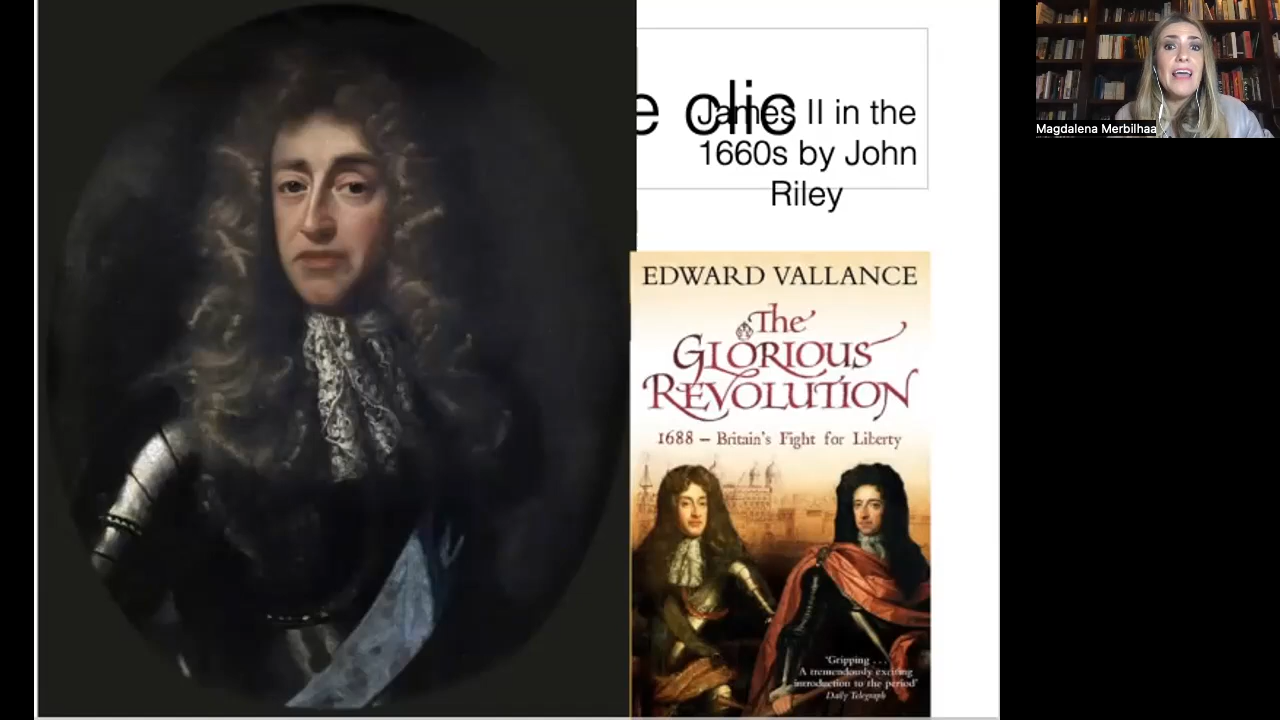 e clic
James II in the
1660s by John
Riley
EDWARD VALLANCE
The
GLORIOUS
REVOLUTION
1688 – Britain's Fight for Liberty
'Gripping . . .
A tremendously exciting
introduction to the period'
Daily Telegraph
Magdalena Merbilhaa